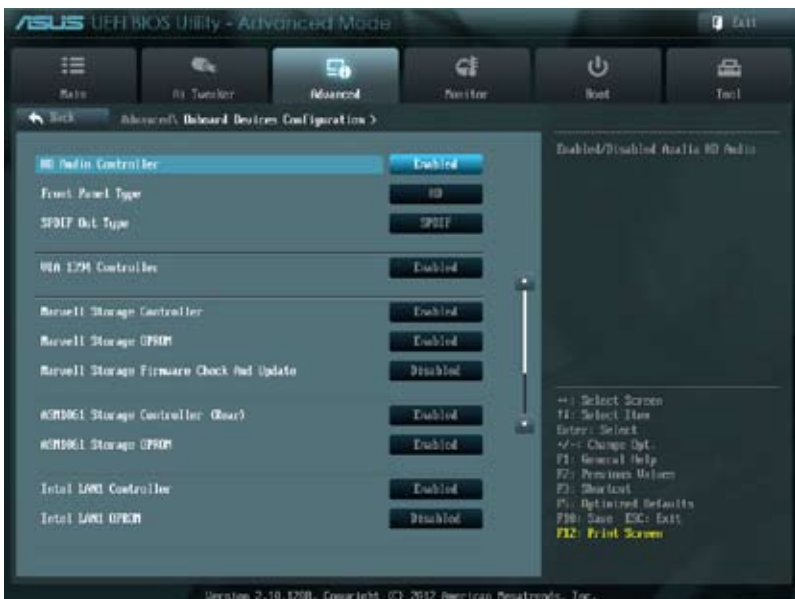 ASUS UEFI BIOS Utility - Advanced Mode
Exit
Main
Ai Tweaker
Advanced
Monitor
Boot
Tool
Back
Advanced\ Onboard Devices Configuration >
HD Audio Controller
Enabled
Front Panel Type
HD
SPDIF Out Type
SPDIF
VIA 1394 Controller
Enabled
Marvell Storage Controller
Enabled
Marvell Storage OPROM
Enabled
Marvell Storage Firmware Check And Update
Disabled
ASM1061 Storage Controller (Rear)
Enabled
ASM1061 Storage OPROM
Enabled
Intel LAN1 Controller
Enabled
Intel LAN1 OPROM
Disabled
Enabled/Disabled Azalia HD Audio
→←: Select Screen
↑↓: Select Item
Enter: Select
+/-: Change Opt.
F1: General Help
F2: Previous Values
F3: Shortcut
F5: Optimized Defaults
F10: Save ESC: Exit
F12: Print Screen
Version 2.10.1208. Copyright (C) 2012 American Megatrends, Inc.